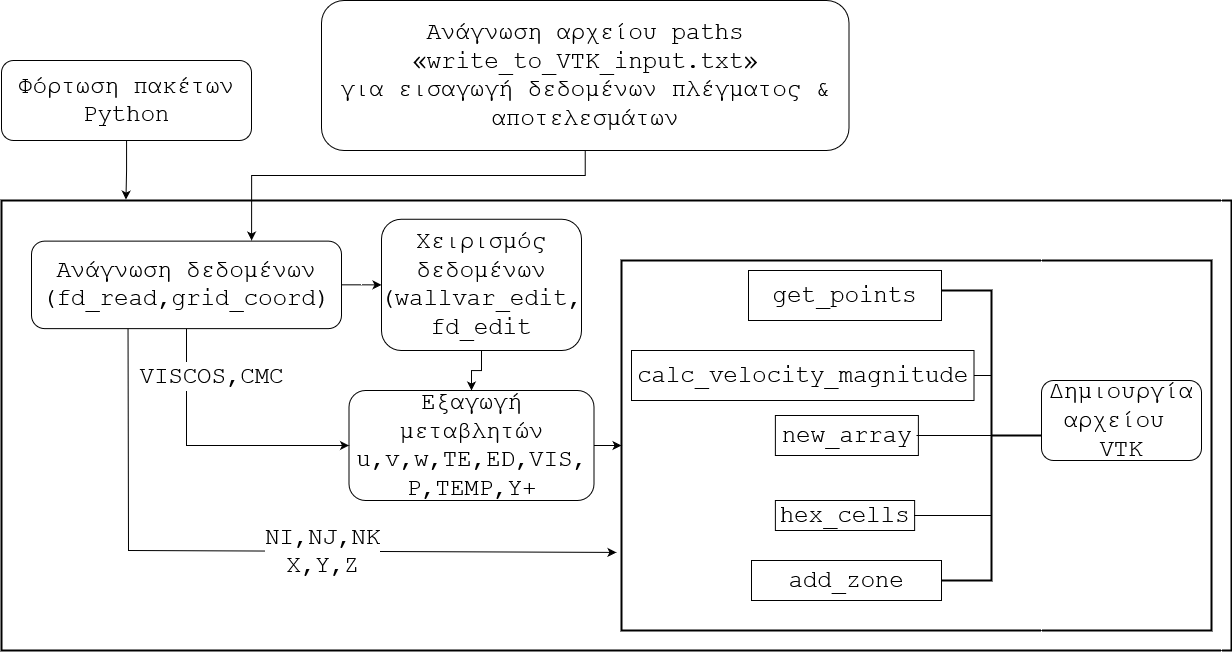 Ανάγνωση αρχείου paths
«write_to_VTK_input.txt»
για εισαγωγή δεδομένων πλέγματος &
αποτελεσμάτων
Φόρτωση πακέτων
Python
Ανάγνωση δεδομένων
(fd_read,grid_coord)
Χειρισμός
δεδομένων
(wallvar_edit,
fd_edit
VISCOS,CMC
Εξαγωγή
μεταβλητών
u,v,w,TE,ED,VIS,
P,TEMP,Y+
NI,NJ,NK
X,Y,Z
get_points
calc_velocity_magnitude
new_array
hex_cells
add_zone
Δημιουργία
αρχείου
VTK